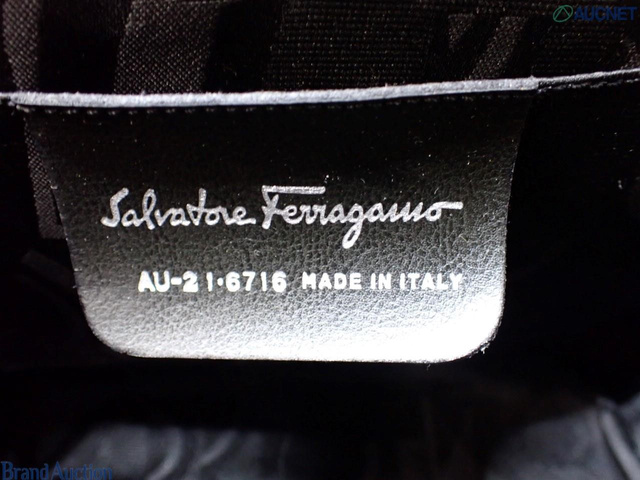 AUCNET
Salvatore Ferragamo
AU-21·6716 MADE IN ITALY
Brand Auction